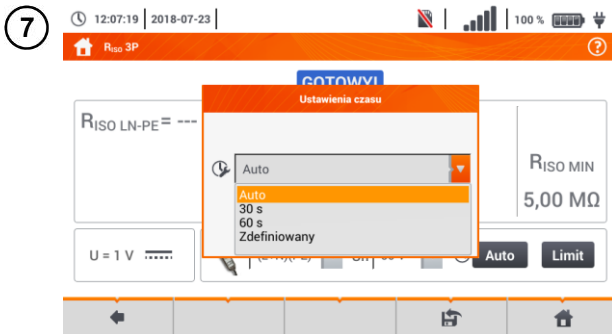 7
12:07:19 2018-07-23 100 %
RISO 3P ?
GOTOWY!
Ustawienia czasu
RISO LN-PE= ---
Auto
Auto
30 s
60 s
Zdefiniowany
RISO MIN
5,00 MΩ
U = 1 V
Auto Limit